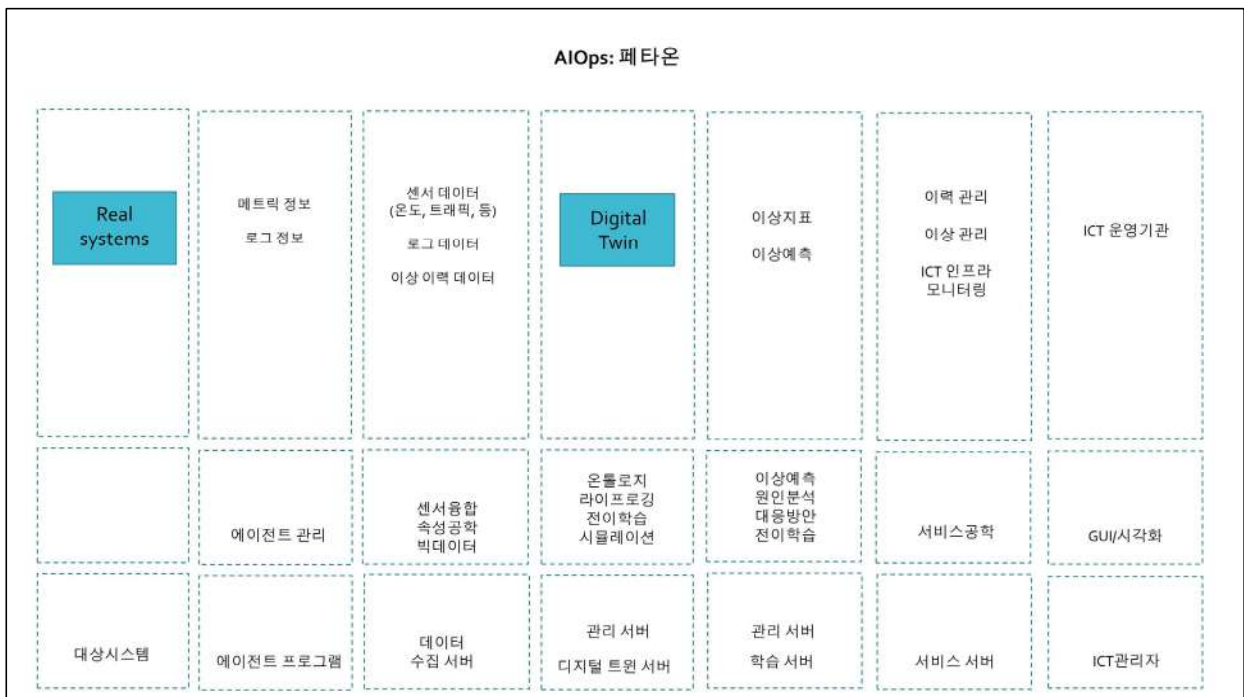 AIOps: 페타온
Real
systems
메트릭 정보
로그 정보
센서 데이터
(온도, 트래픽, 등)
로그 데이터
이상 이력 데이터
Digital
Twin
이상지표
이상예측
이력 관리
이상 관리
ICT 인프라
모니터링
ICT 운영기관
에이전트 관리
센서융합
속성공학
빅데이터
온톨로지
라이프로깅
전이학습
시뮬레이션
이상예측
원인분석
대응방안
전이학습
서비스공학
GUI/시각화
대상시스템
에이전트 프로그램
데이터
수집 서버
관리 서버
디지털 트윈 서버
관리 서버
학습 서버
서비스 서버
ICT관리자